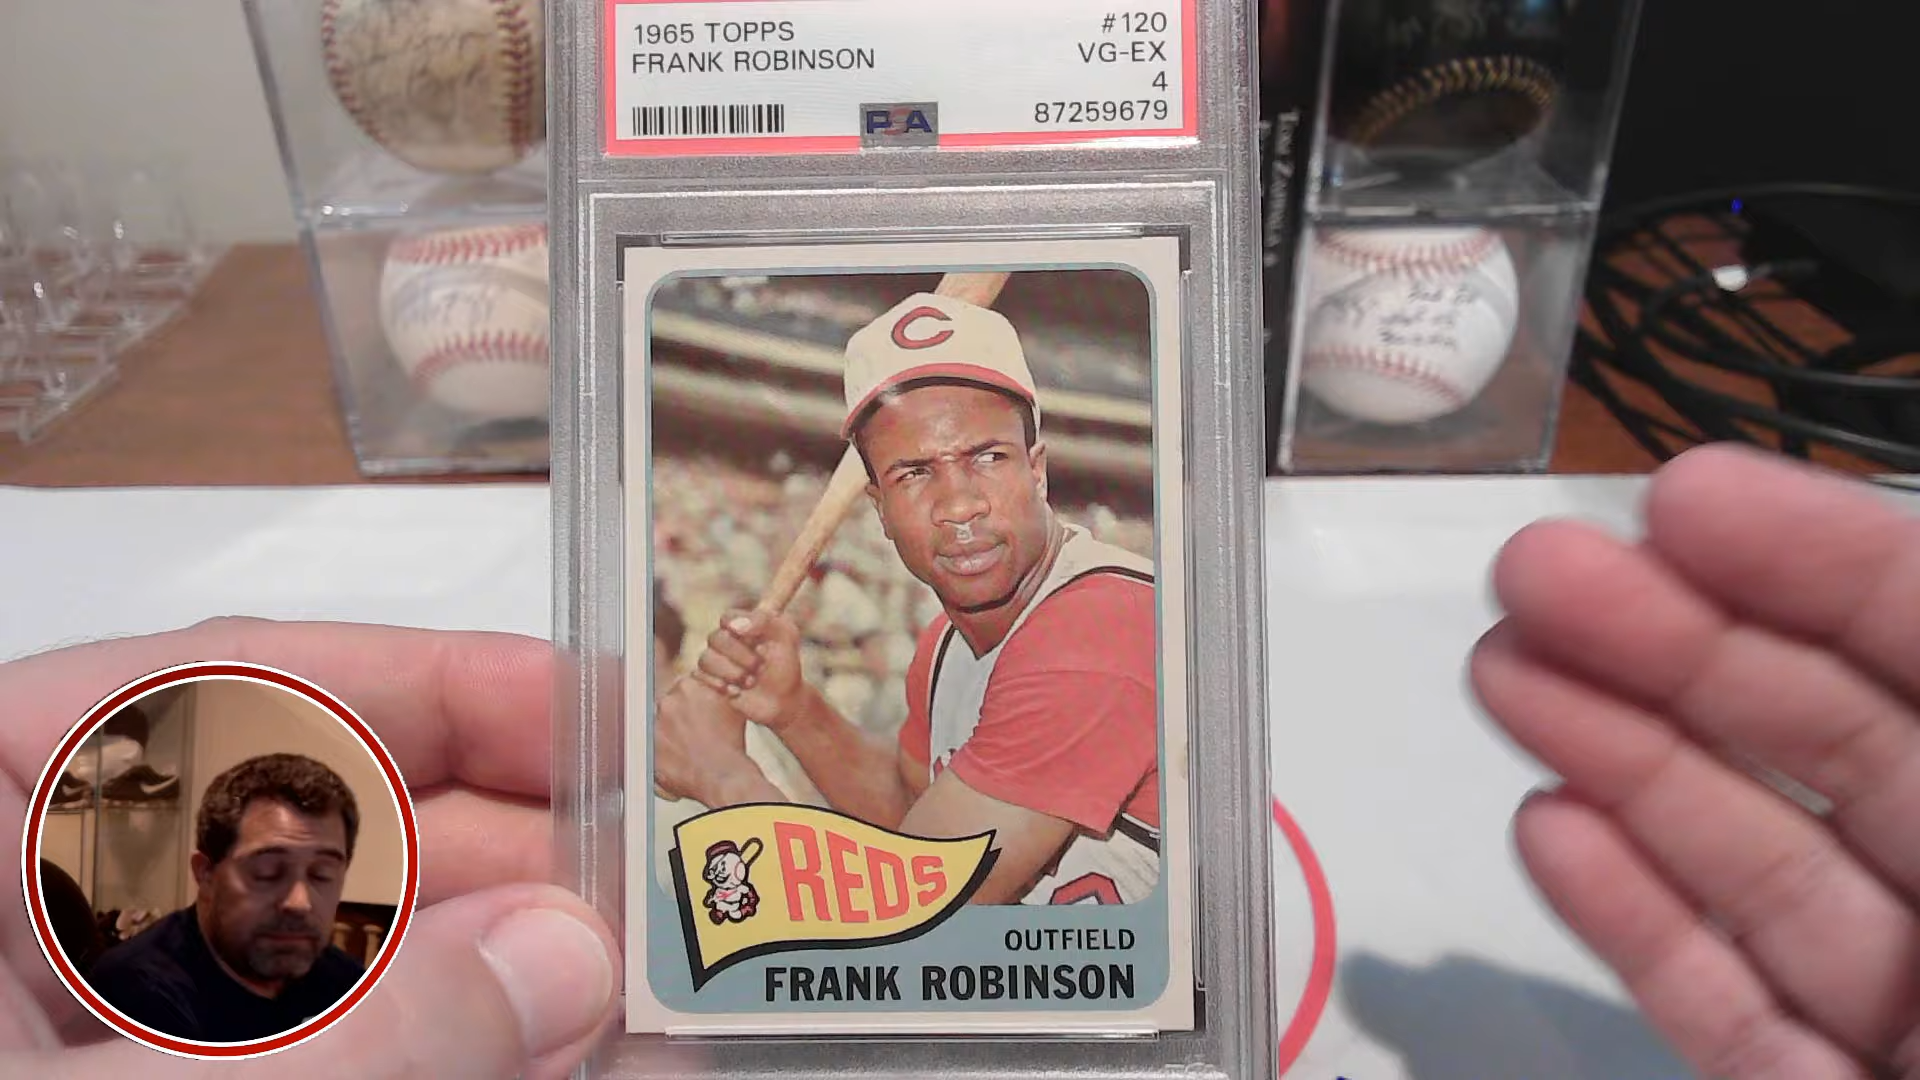 1965 TOPPS
#120
FRANK ROBINSON
VG-EX
4
87259679
PSA
C
REDS
OUTFIELD
FRANK ROBINSON